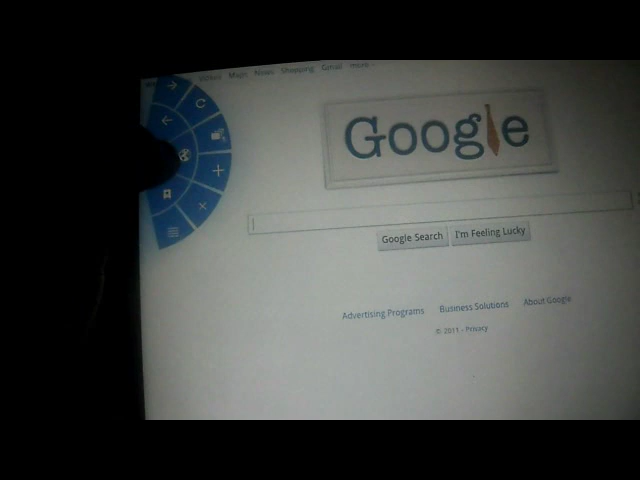 Videos Maps News Shopping Gmail more
Google
Google Search I'm Feeling Lucky
Advertising Programs Business Solutions About Google
© 2011 - Privacy